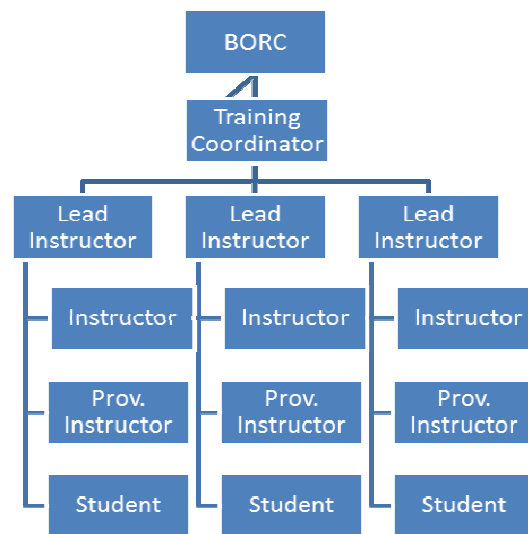 BORC
Training
Coordinator
Lead
Instructor
Lead
Instructor
Lead
Instructor
Instructor
Instructor
Instructor
Prov.
Instructor
Prov.
Instructor
Prov.
Instructor
Student
Student
Student